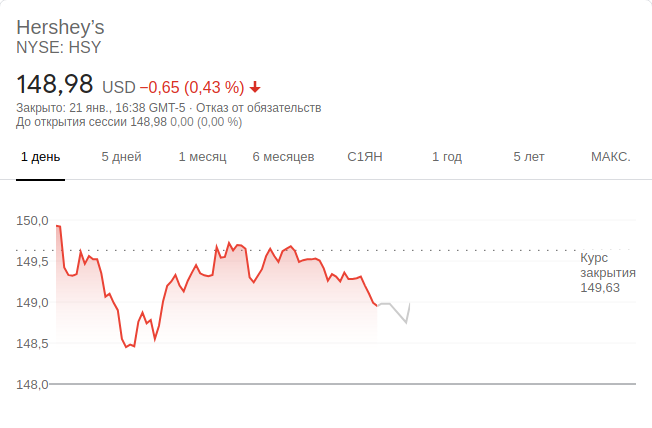 Hershey’s
NYSE: HSY
148,98 USD −0,65 (0,43 %)
Закрыто: 21 янв., 16:38 GMT-5 · Отказ от обязательств
До открытия сессии 148,98 0,00 (0,00 %)
1 день 5 дней 1 месяц 6 месяцев С1ЯН 1 год 5 лет МАКС.
150,0
149,5
149,0
148,5
148,0
Курс
закрытия
149,63